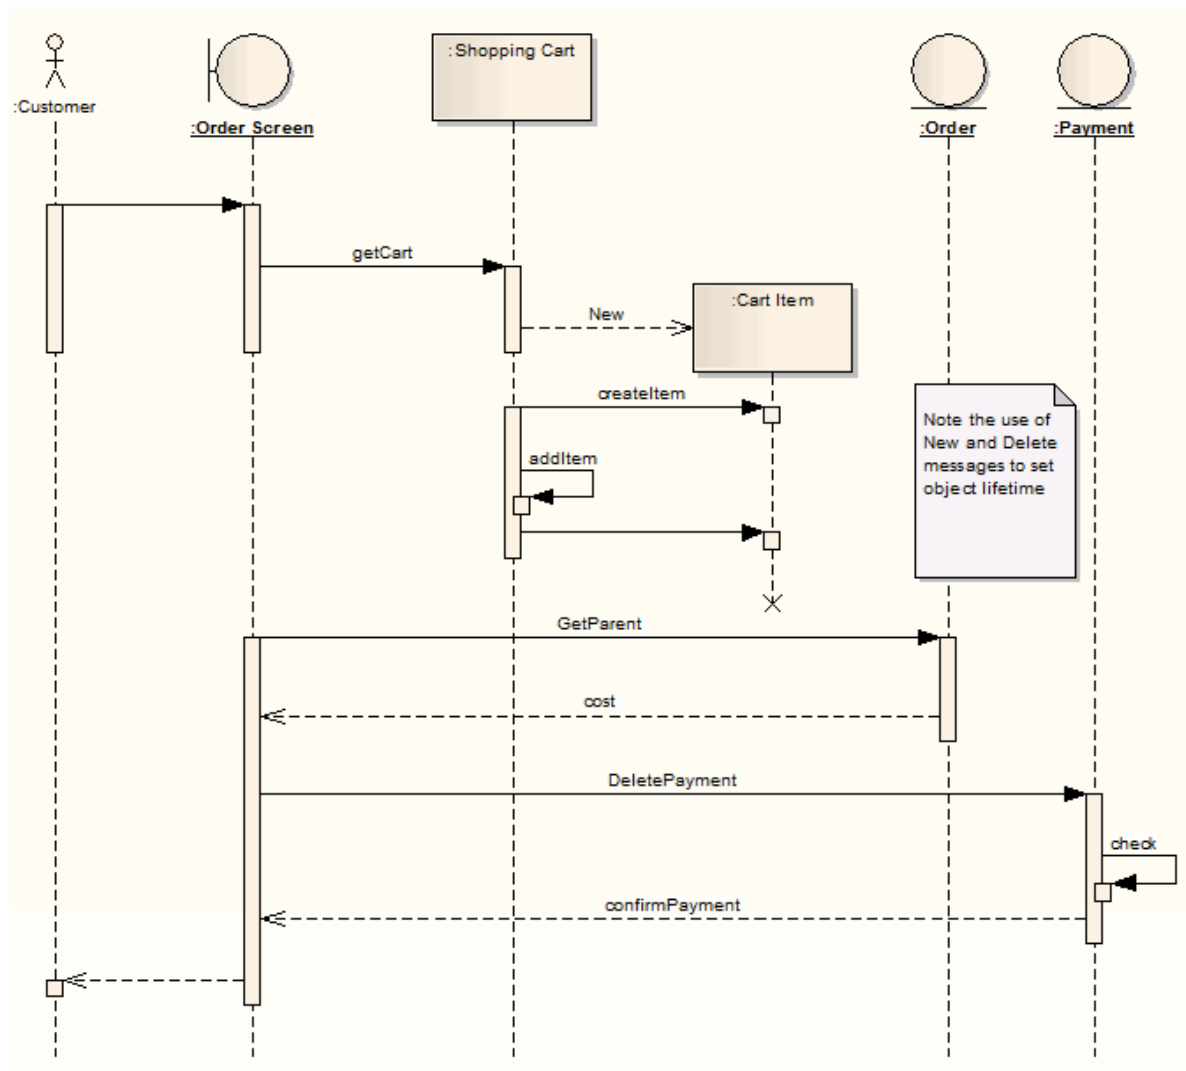 :Customer
:Order Screen
:Shopping Cart
:Order
:Payment
getCart
:Cart Item
New
createItem
addItem
Note the use of
New and Delete
messages to set
object lifetime
GetParent
cost
DeletePayment
check
confirmPayment